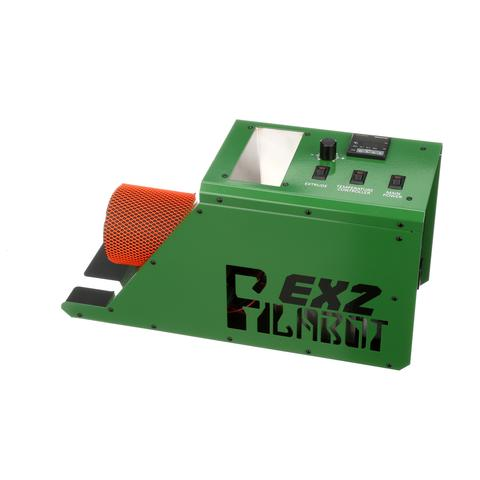 EXTRUDE
TEMPERATURE
CONTROLLER
MAIN
POWER
EX2
FILABOT